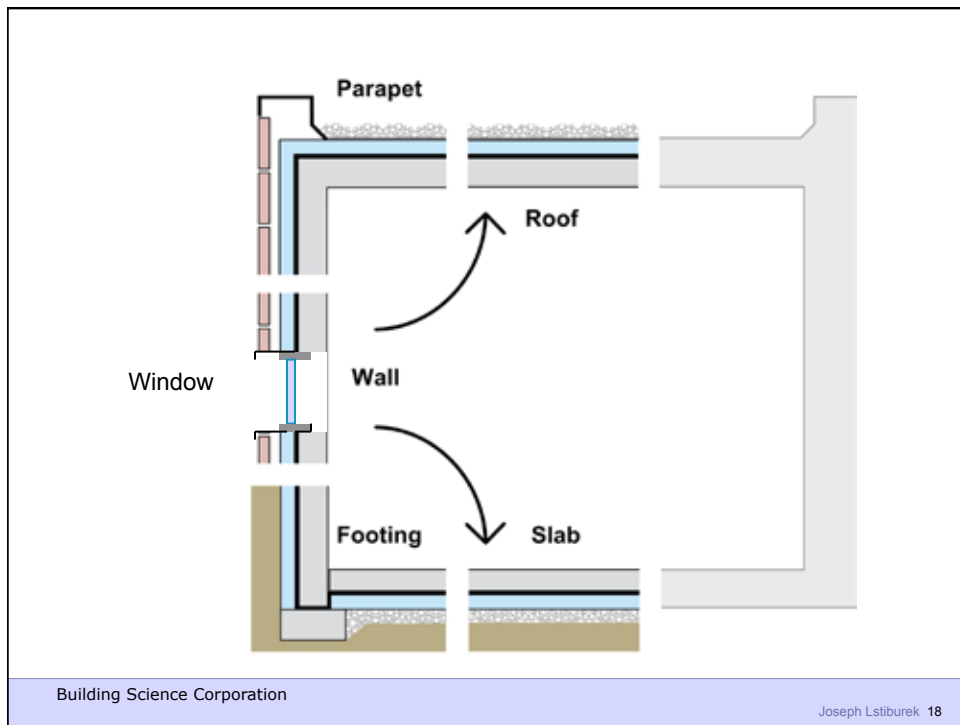 Parapet
Roof
Window
Wall
Footing
Slab
Building Science Corporation
Joseph Lstiburek 18